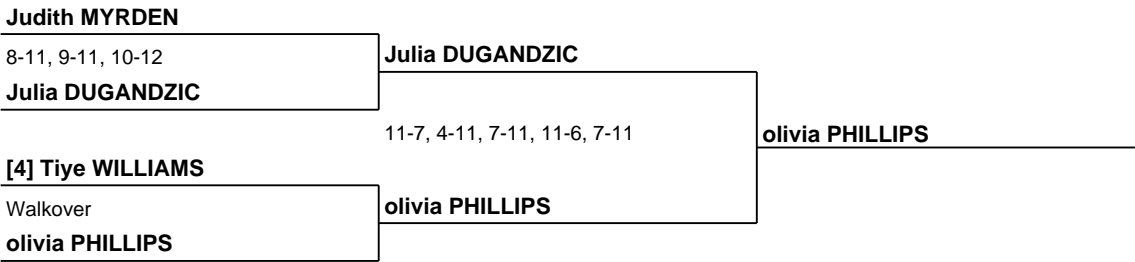 Judith MYRDEN
8-11, 9-11, 10-12
Julia DUGANDZIC
Julia DUGANDZIC
11-7, 4-11, 7-11, 11-6, 7-11
olivia PHILLIPS
[4] Tiye WILLIAMS
Walkover
olivia PHILLIPS
olivia PHILLIPS